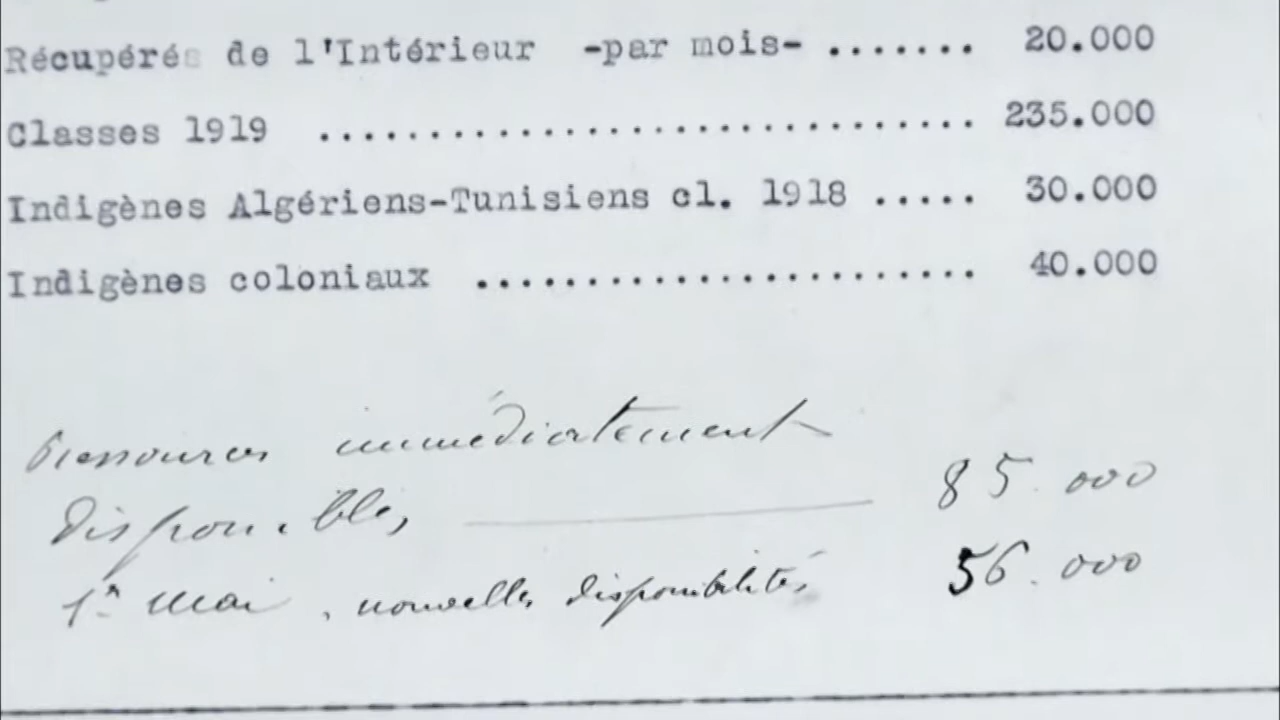 Récupérés de l'Intérieur -par mois- ....... 20.000
Classes 1919 .................................. 235.000
Indigènes Algériens-Tunisiens cl. 1918 ..... 30.000
Indigènes coloniaux ........................... 40.000
Ressources immédiatement
Disponibles, ——— 85.000
1er mai, nouvelles disponibilités 56.000